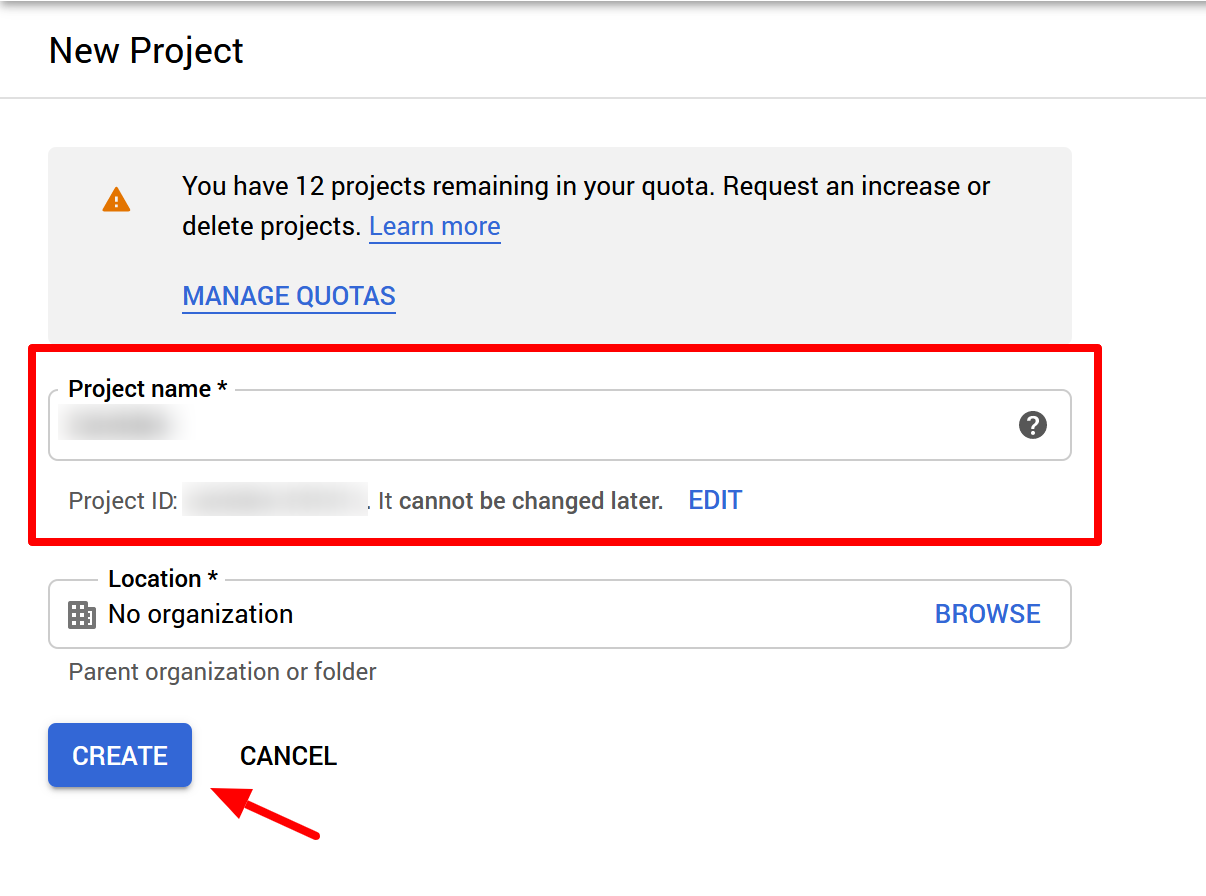 New Project
You have 12 projects remaining in your quota. Request an increase or
delete projects. Learn more
MANAGE QUOTAS
Project name *
Project ID: . It cannot be changed later. EDIT
Location *
No organization BROWSE
Parent organization or folder
CREATE CANCEL